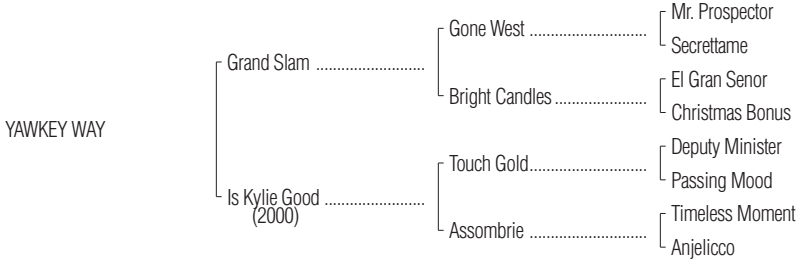 Mr. Prospector
Gone West ............................
Secrettame
Grand Slam ..........................
El Gran Senor
Bright Candles ......................
Christmas Bonus
YAWKEY WAY
Deputy Minister
Touch Gold............................
Passing Mood
Is Kylie Good ........................
(2000)
Timeless Moment
Assombrie ............................
Anjelicco